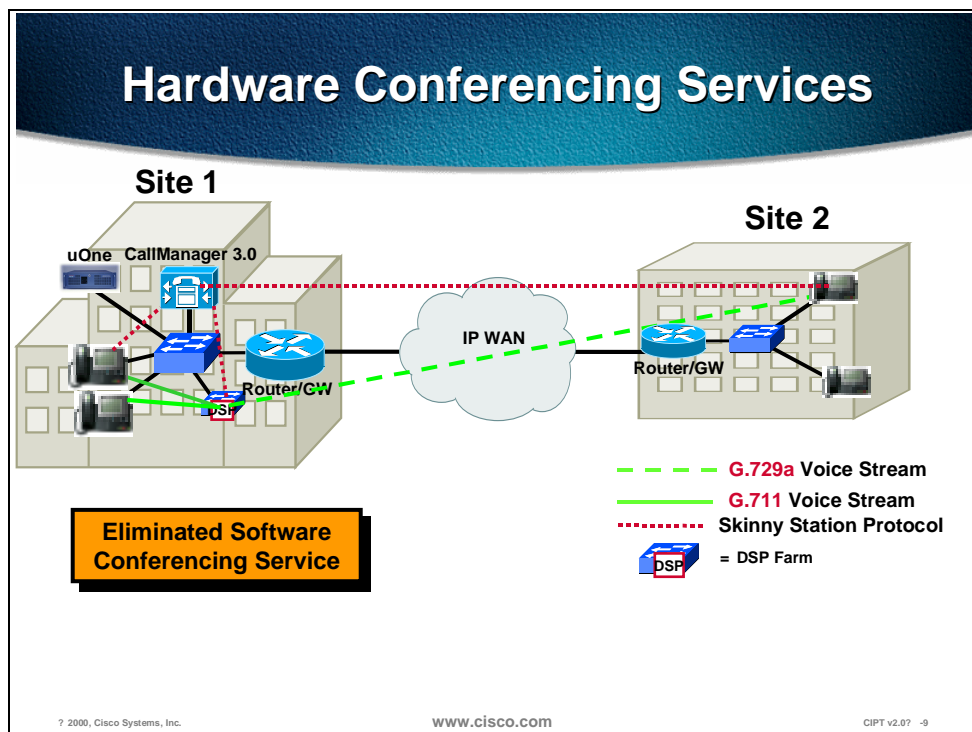 Hardware Conferencing Services
Site 1
Site 2
uOne
CallManager 3.0
IP WAN
Router/GW
Router/GW
DSP
G.729a Voice Stream
G.711 Voice Stream
Skinny Station Protocol
DSP
= DSP Farm
Eliminated Software
Conferencing Service
? 2000, Cisco Systems, Inc.
www.cisco.com
CIPT v2.0? -9